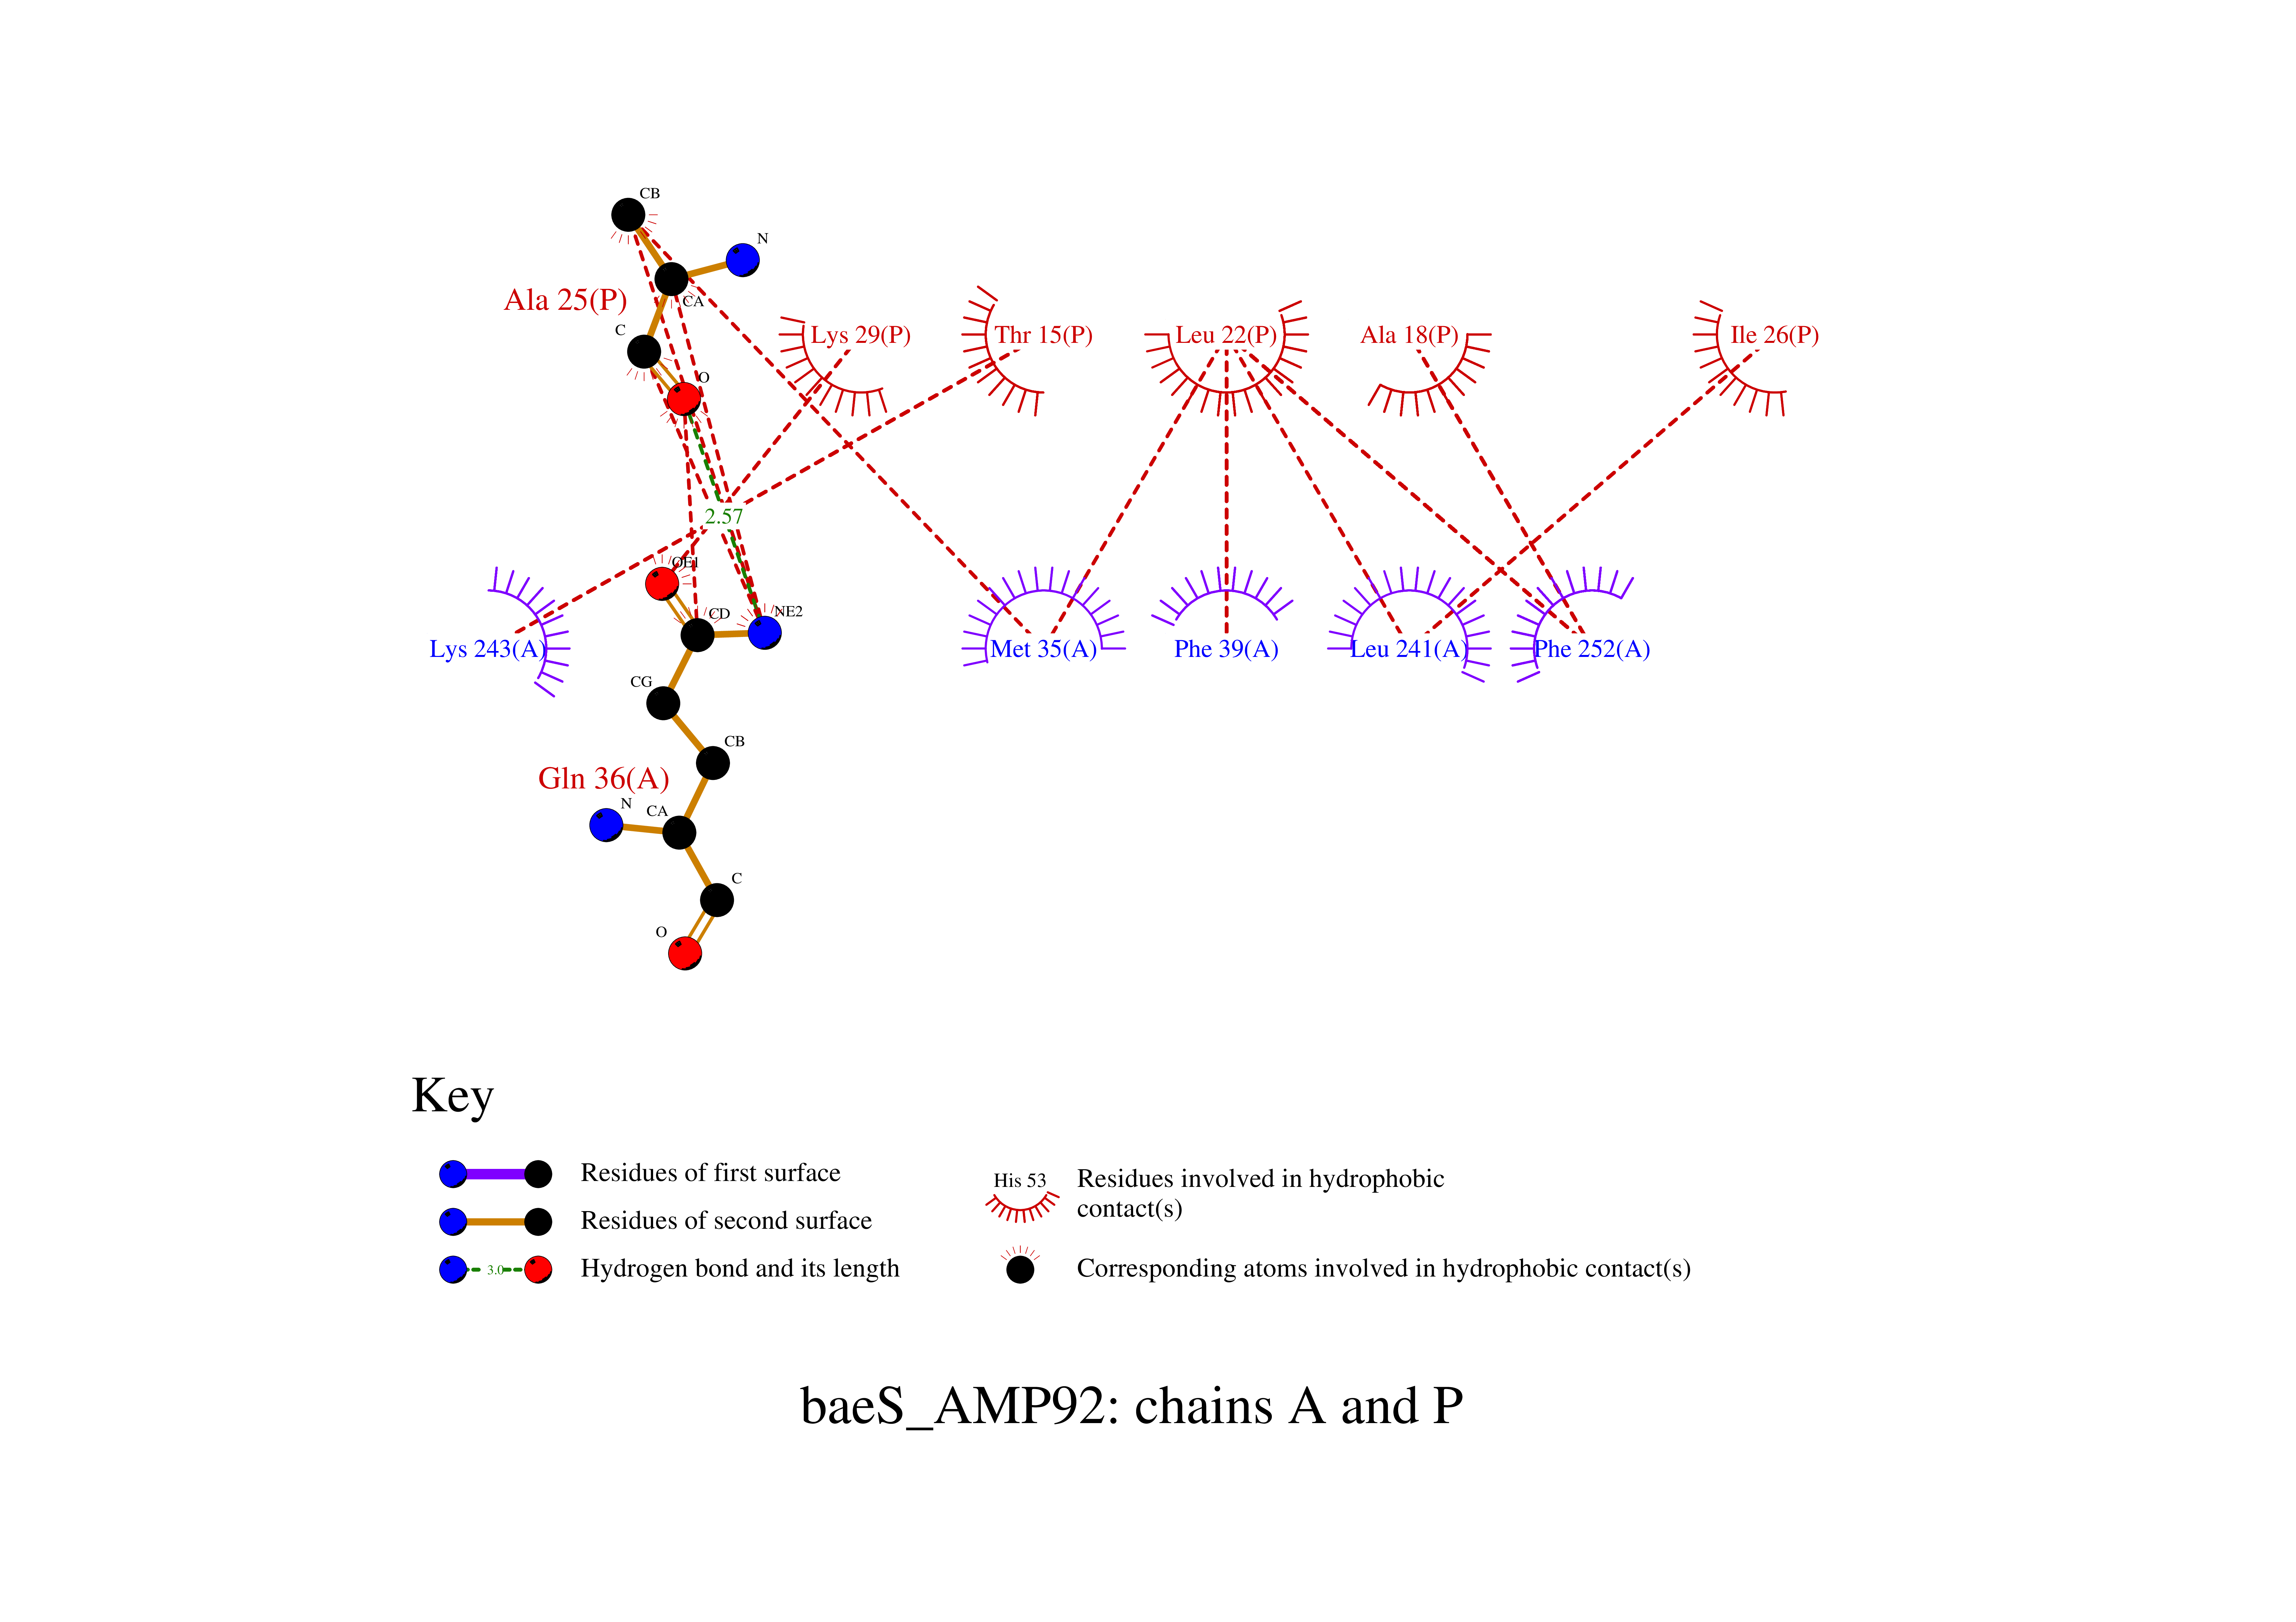 CB
N
Ala 25(P)
CA
C
O
Lys 29(P)
Thr 15(P)
Leu 22(P)
Ala 18(P)
Ile 26(P)
2.57
OE1
CD
NE2
Lys 243(A)
Met 35(A)
Phe 39(A)
Leu 241(A)
Phe 252(A)
CG
CB
Gln 36(A)
N
CA
C
O
Key
Residues of first surface
Residues of second surface
3.0
Hydrogen bond and its length
His 53
Residues involved in hydrophobic
contact(s)
Corresponding atoms involved in hydrophobic contact(s)
baeS_AMP92: chains A and P